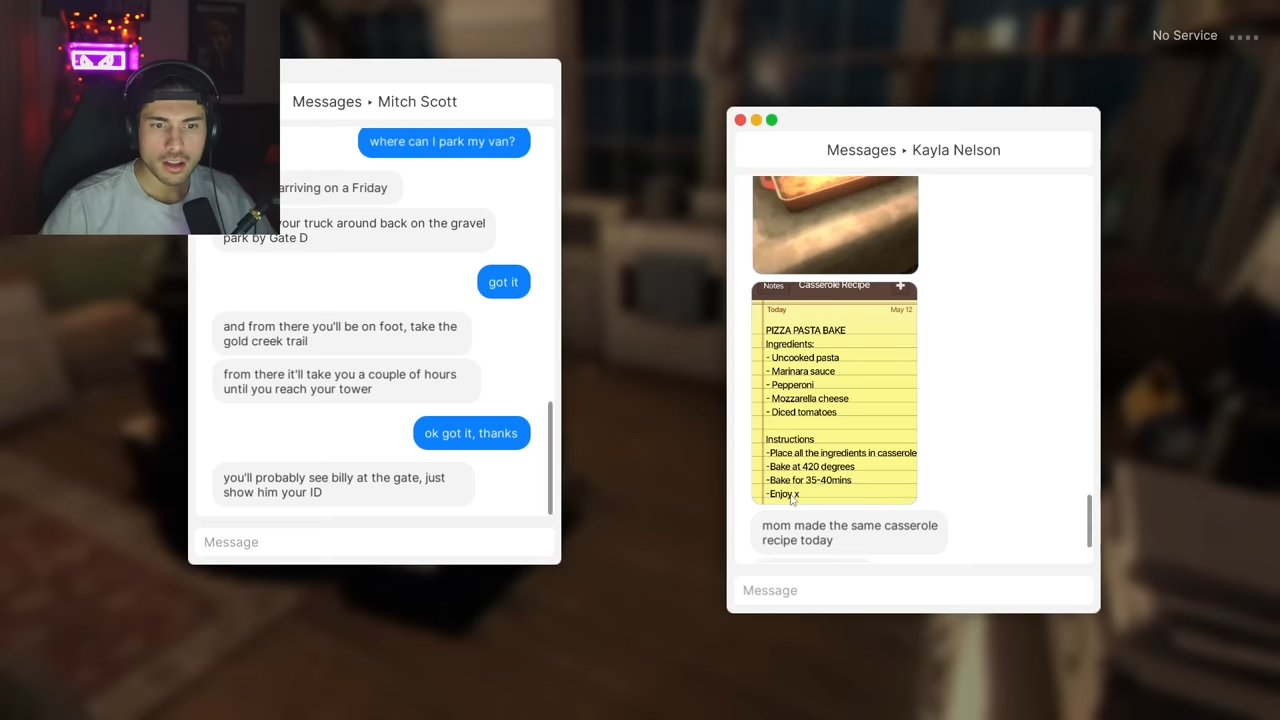 No Service
Messages ▸ Mitch Scott
where can I park my van?
arriving on a Friday
your truck around back on the gravel
park by Gate D
got it
and from there you'll be on foot, take the
gold creek trail
from there it'll take you a couple of hours
until you reach your tower
ok got it, thanks
you'll probably see billy at the gate, just
show him your ID
Message
Messages ▸ Kayla Nelson
Notes
Casserole Recipe
Today
May 12
PIZZA PASTA BAKE
Ingredients:
- Uncooked pasta
- Marinara sauce
- Pepperoni
- Mozzarella cheese
- Diced tomatoes
Instructions
-Place all the ingredients in casserole
-Bake at 420 degrees
-Bake for 35-40mins
-Enjoy x
mom made the same casserole
recipe today
Message